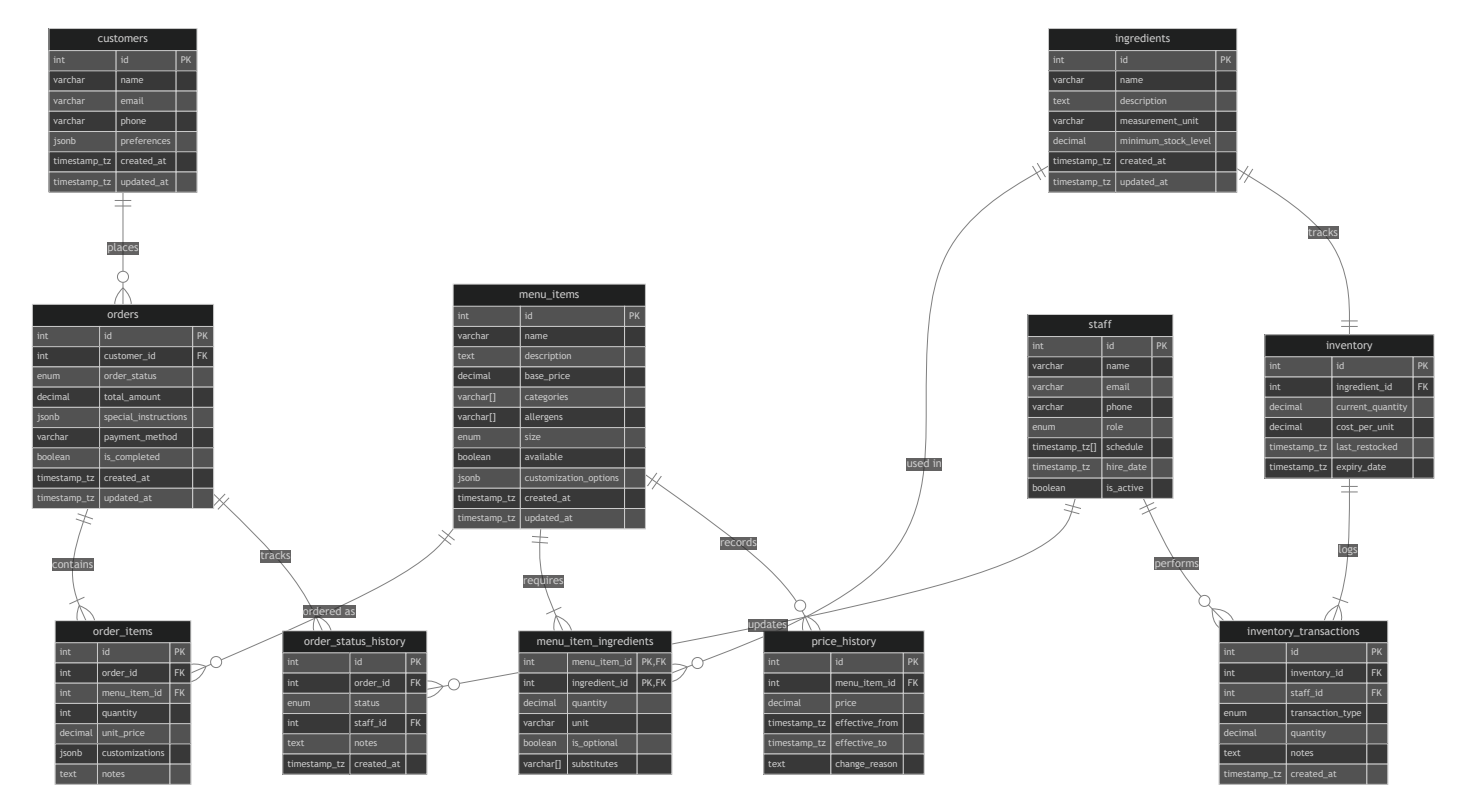 customers
int id PK
varchar name
varchar email
varchar phone
jsonb preferences
timestamp_tz created_at
timestamp_tz updated_at
ingredients
int id PK
varchar name
text description
varchar measurement_unit
decimal minimum_stock_level
timestamp_tz created_at
timestamp_tz updated_at
places
tracks
orders
int id PK
int customer_id FK
enum order_status
decimal total_amount
jsonb special_instructions
varchar payment_method
boolean is_completed
timestamp_tz created_at
timestamp_tz updated_at
menu_items
int id PK
varchar name
text description
decimal base_price
varchar[] categories
varchar[] allergens
enum size
boolean available
jsonb customization_options
timestamp_tz created_at
timestamp_tz updated_at
staff
int id PK
varchar name
varchar email
varchar phone
enum role
timestamp_tz[] schedule
timestamp_tz hire_date
boolean is_active
inventory
int id PK
int ingredient_id FK
decimal current_quantity
decimal cost_per_unit
timestamp_tz last_restocked
timestamp_tz expiry_date
used in
contains
tracks
records
logs
performs
requires
ordered as
updates
order_items
int id PK
int order_id FK
int menu_item_id FK
int quantity
decimal unit_price
jsonb customizations
text notes
order_status_history
int id PK
int order_id FK
enum status
int staff_id FK
text notes
timestamp_tz created_at
menu_item_ingredients
int menu_item_id PK,FK
int ingredient_id PK,FK
decimal quantity
varchar unit
boolean is_optional
varchar[] substitutes
price_history
int id PK
int menu_item_id FK
decimal price
timestamp_tz effective_from
timestamp_tz effective_to
text change_reason
inventory_transactions
int id PK
int inventory_id FK
int staff_id FK
enum transaction_type
decimal quantity
text notes
timestamp_tz created_at